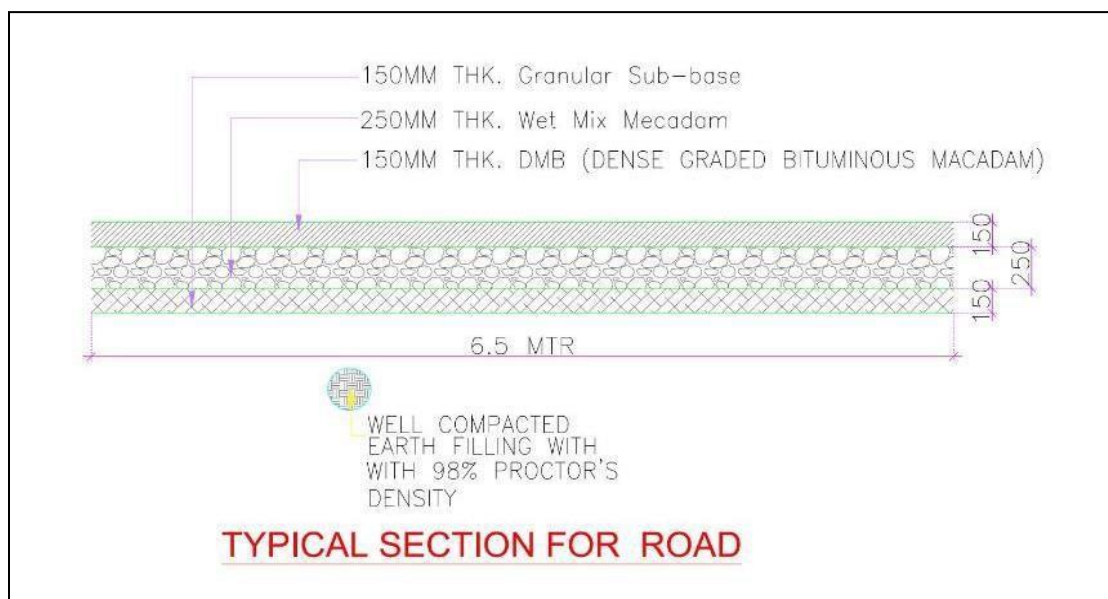 150MM THK. Granular Sub-base
250MM THK. Wet Mix Mecadam
150MM THK. DMB (DENSE GRADED BITUMINOUS MACADAM)
150
250
150
6.5 MTR
WELL COMPACTED
EARTH FILLING WITH
WITH 98% PROCTOR'S
DENSITY
TYPICAL SECTION FOR ROAD